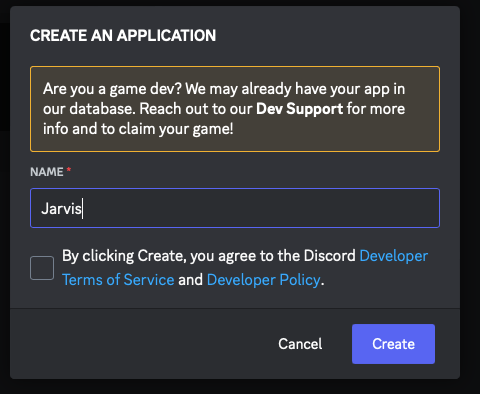 CREATE AN APPLICATION
Are you a game dev? We may already have your app in
our database. Reach out to our Dev Support for more
info and to claim your game!
NAME *
Jarvis
By clicking Create, you agree to the Discord Developer
Terms of Service and Developer Policy.
Cancel
Create